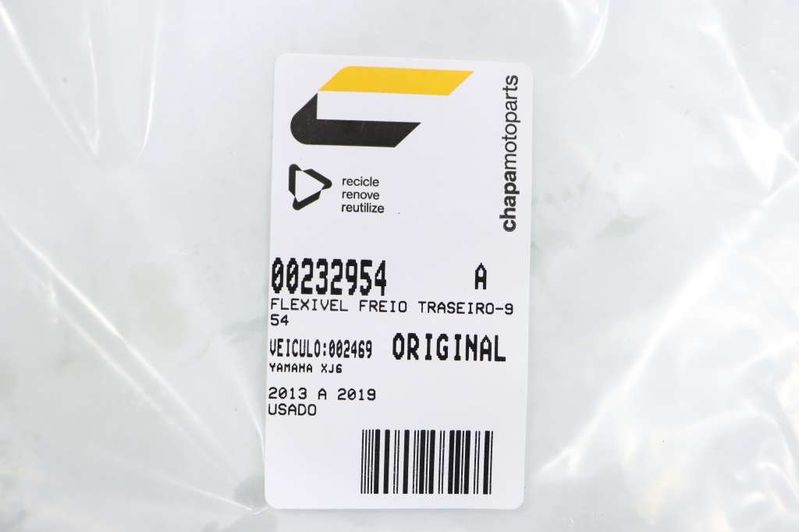 chapamotoparts
recicle
renove
reutilize
00232954 A
FLEXIVEL FREIO TRASEIRO-9
54
VEICULO:002469 ORIGINAL
YAMAHA XJ6
2013 A 2019
USADO